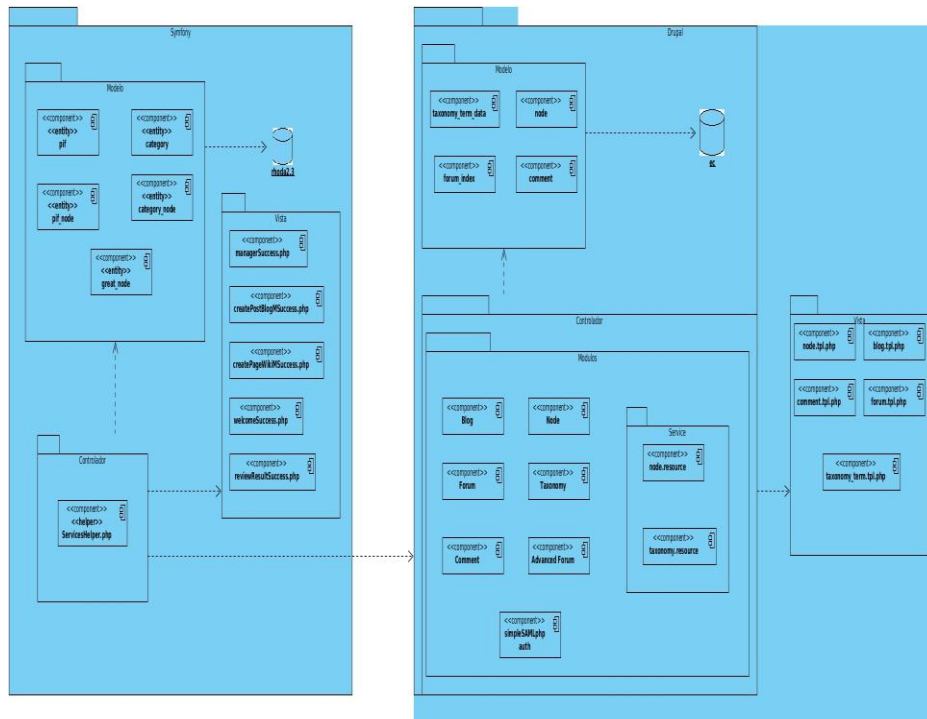 Symfony
Modelo
<<component>>
<<entity>>
pif
<<component>>
<<entity>>
category
<<component>>
<<entity>>
pif_node
<<component>>
<<entity>>
category_node
<<component>>
<<entity>>
great_node
rhoda2.3
Vista
<<component>>
managerSuccess.php
<<component>>
createPostBlogMSuccess.php
<<component>>
createPageWikiMSuccess.php
<<component>>
welcomeSuccess.php
<<component>>
reviewResultSuccess.php
Controlador
<<component>>
<<helper>>
ServicesHelper.php
Drupal
Modelo
<<component>>
taxonomy_term_data
<<component>>
node
<<component>>
forum_index
<<component>>
comment
Controlador
Modulos
<<component>>
Blog
<<component>>
Node
<<component>>
Forum
<<component>>
Taxonomy
<<component>>
Comment
<<component>>
Advanced Forum
<<component>>
simpleSAMLphp
auth
Service
<<component>>
node.resource
<<component>>
taxonomy.resource
Vista
<<component>>
node.tpl.php
<<component>>
blog.tpl.php
<<component>>
comment.tpl.php
<<component>>
forum.tpl.php
<<component>>
taxonomy_term.tpl.php